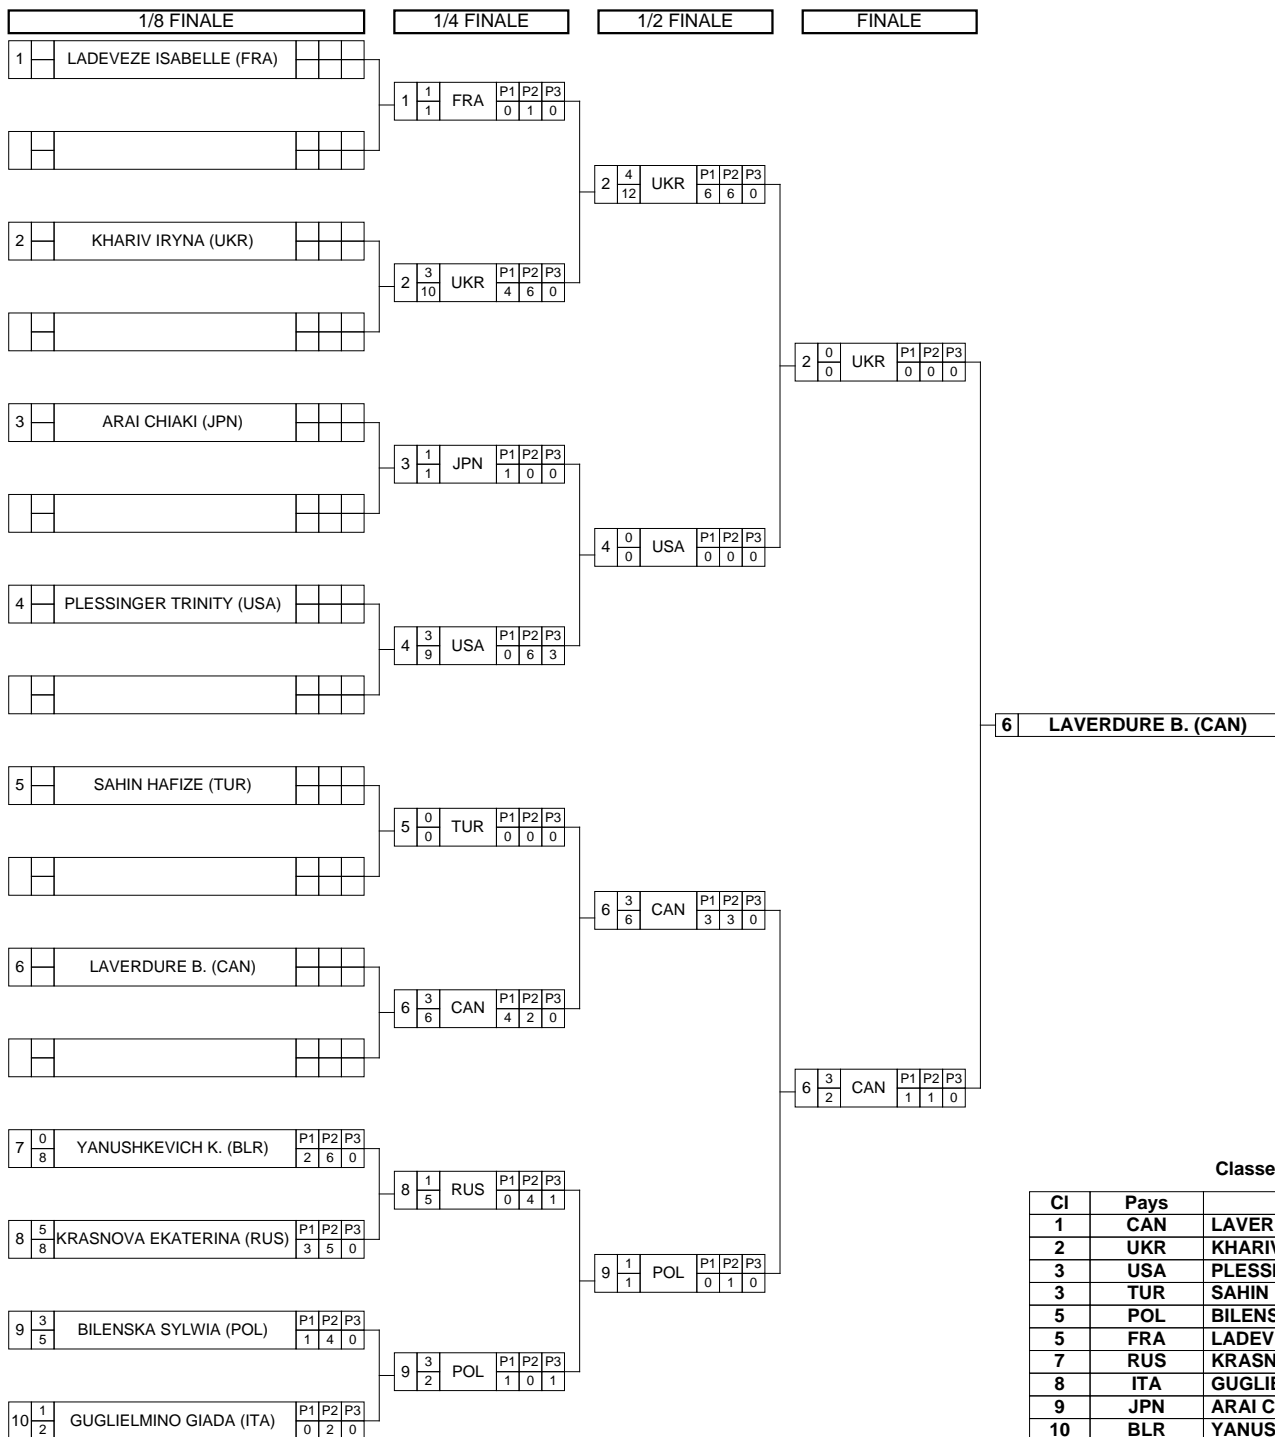 1/8 FINALE 1/4 FINALE 1/2 FINALE FINALE
1 LADEVEZE ISABELLE (FRA)
1 1 1 FRA P1 P2 P3 0 1 0
2 4 12 UKR P1 P2 P3 6 6 0
2 KHARIV IRYNA (UKR)
2 3 10 UKR P1 P2 P3 4 6 0
2 0 0 UKR P1 P2 P3 0 0 0
3 ARAI CHIAKI (JPN)
3 1 1 JPN P1 P2 P3 1 0 0
4 0 0 USA P1 P2 P3 0 0 0
4 PLESSINGER TRINITY (USA)
4 3 9 USA P1 P2 P3 0 6 3
6 LAVERDURE B. (CAN)
5 SAHIN HAFIZE (TUR)
5 0 0 TUR P1 P2 P3 0 0 0
6 3 6 CAN P1 P2 P3 3 3 0
6 LAVERDURE B. (CAN)
6 3 6 CAN P1 P2 P3 4 2 0
6 3 2 CAN P1 P2 P3 1 1 0
7 0 8 YANUSHKEVICH K. (BLR) P1 P2 P3 2 6 0
8 1 5 RUS P1 P2 P3 0 4 1
8 5 8 KRASNOVA EKATERINA (RUS) P1 P2 P3 3 5 0
9 1 1 POL P1 P2 P3 0 1 0
9 3 5 BILENSKA SYLWIA (POL) P1 P2 P3 1 4 0
9 3 2 POL P1 P2 P3 1 0 1
10 1 2 GUGLIELMINO GIADA (ITA) P1 P2 P3 0 2 0
Classe
Cl Pays
1 CAN LAVER
2 UKR KHARIV
3 USA PLESSI
3 TUR SAHIN
5 POL BILENS
5 FRA LADEV
7 RUS KRASN
8 ITA GUGLIE
9 JPN ARAI C
10 BLR YANUS